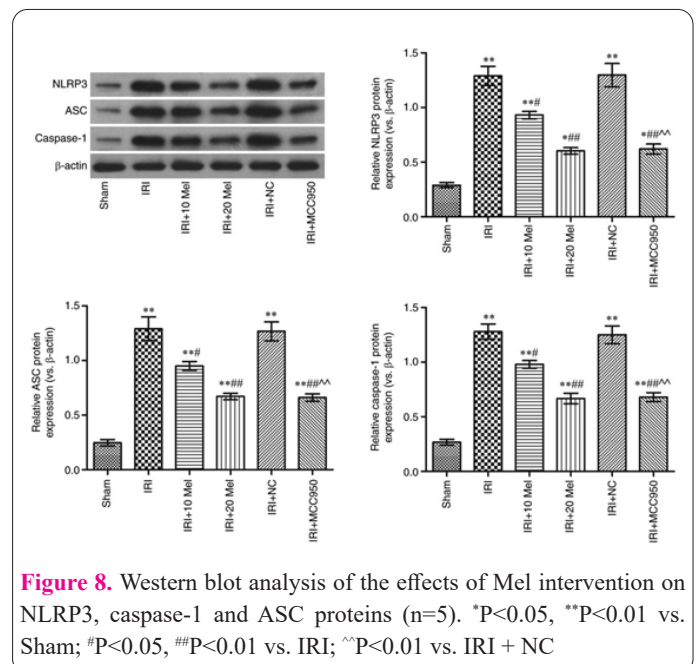 NLRP3
ASC
Caspase-1
β-actin
Sham
IRI
IRI+10 Mel
IRI+20 Mel
IRI+NC
IRI+MCC950
Relative NLRP3 protein
expression (vs. β-actin)
1.5
1.0
0.5
0.0
**
**#
*##
**
*##^^
Sham
IRI
IRI+10 Mel
IRI+20 Mel
IRI+NC
IRI+MCC950
Relative ASC protein
expression (vs. β-actin)
1.5
1.0
0.5
0.0
**
**#
**##
**
**##^^
Sham
IRI
IRI+10 Mel
IRI+20 Mel
IRI+NC
IRI+MCC950
Relative caspase-1 protein
expression (vs. β-actin)
1.5
1.0
0.5
0.0
**
**#
**##
**
**##^^
Sham
IRI
IRI+10 Mel
IRI+20 Mel
IRI+NC
IRI+MCC950
Figure 8. Western blot analysis of the effects of Mel intervention on
NLRP3, caspase-1 and ASC proteins (n=5). *P<0.05, **P<0.01 vs.
Sham; #P<0.05, ##P<0.01 vs. IRI; ^^P<0.01 vs. IRI + NC